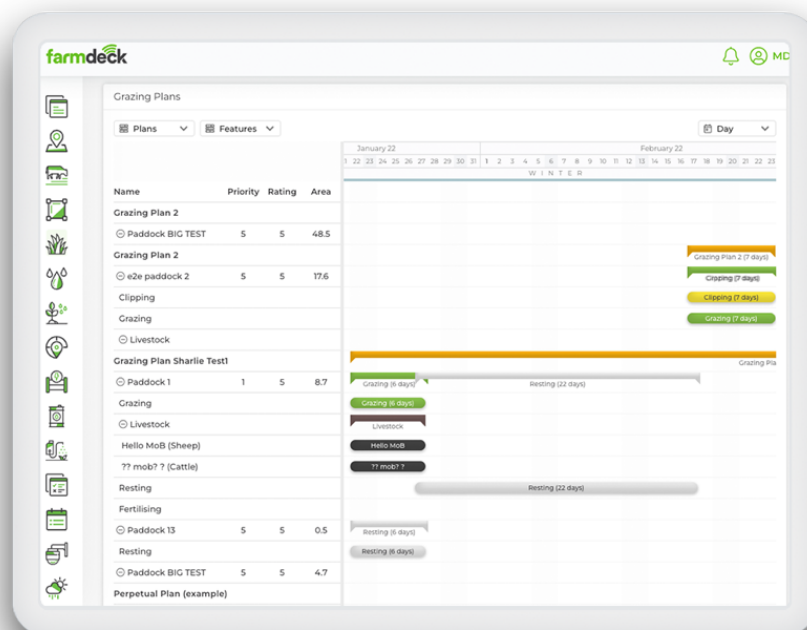 farmdeck
MD
Grazing Plans
Plans
Features
Day
January 22
February 22
1 22 23 24 25 26 27 28 29 30 31 1 2 3 4 5 6 7 8 9 10 11 12 13 14 15 16 17 18 19 20 21 22 23
WINTER
Name Priority Rating Area
Grazing Plan 2
Paddock BIG TEST 5 5 48.5
Grazing Plan 2
Grazing Plan 2 (7 days)
e2e paddock 2 5 5 17.6
Clipping (7 days)
Clipping
Clipping (7 days)
Grazing
Grazing (7 days)
Livestock
Grazing Plan Sharlie Test1
Grazing Pla
Paddock 1 1 5 8.7
Grazing (6 days)
Resting (22 days)
Grazing
Grazing (6 days)
Livestock
Livestock
Hello MoB (Sheep)
Hello MoB
?? mob? ? (Cattle)
?? mob? ?
Resting
Resting (22 days)
Fertilising
Paddock 13 5 5 0.5
Resting (6 days)
Resting
Resting (6 days)
Paddock BIG TEST 5 5 4.7
Perpetual Plan (example)